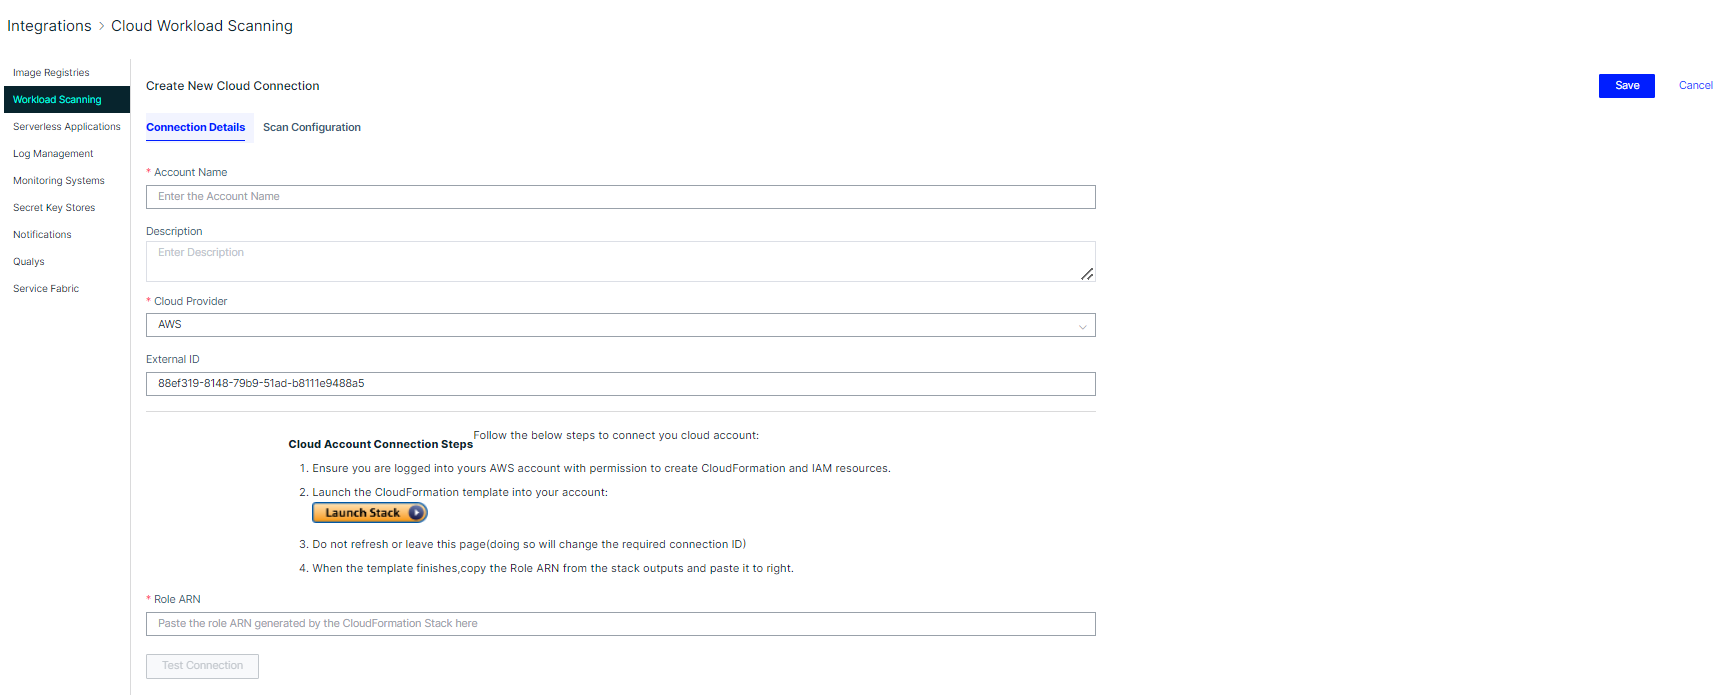 Integrations > Cloud Workload Scanning
Image Registries
Workload Scanning
Serverless Applications
Log Management
Monitoring Systems
Secret Key Stores
Notifications
Qualys
Service Fabric
Create New Cloud Connection
Save
Cancel
Connection Details
Scan Configuration
* Account Name
Enter the Account Name
Description
Enter Description
* Cloud Provider
AWS
External ID
88ef319-8148-79b9-51ad-b8111e9488a5
Cloud Account Connection Steps
Follow the below steps to connect you cloud account:
1. Ensure you are logged into yours AWS account with permission to create CloudFormation and IAM resources.
2. Launch the CloudFormation template into your account:
Launch Stack
3. Do not refresh or leave this page(doing so will change the required connection ID)
4. When the template finishes,copy the Role ARN from the stack outputs and paste it to right.
* Role ARN
Paste the role ARN generated by the CloudFormation Stack here
Test Connection